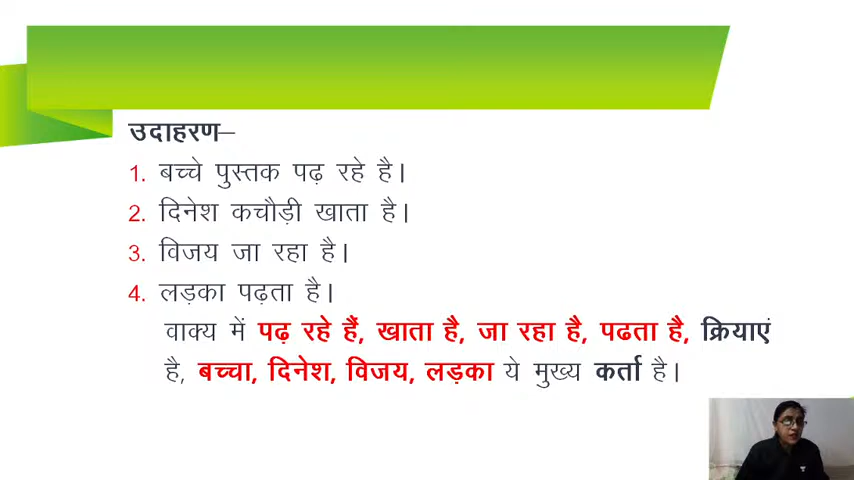 उदाहरण–
1. बच्चे पुस्तक पढ़ रहे है।
2. दिनेश कचौड़ी खाता है।
3. विजय जा रहा है।
4. लड़का पढ़ता है।
वाक्य में पढ़ रहे हैं, खाता है, जा रहा है, पढता है, क्रियाएं
है, बच्चा, दिनेश, विजय, लड़का ये मुख्य कर्ता है।